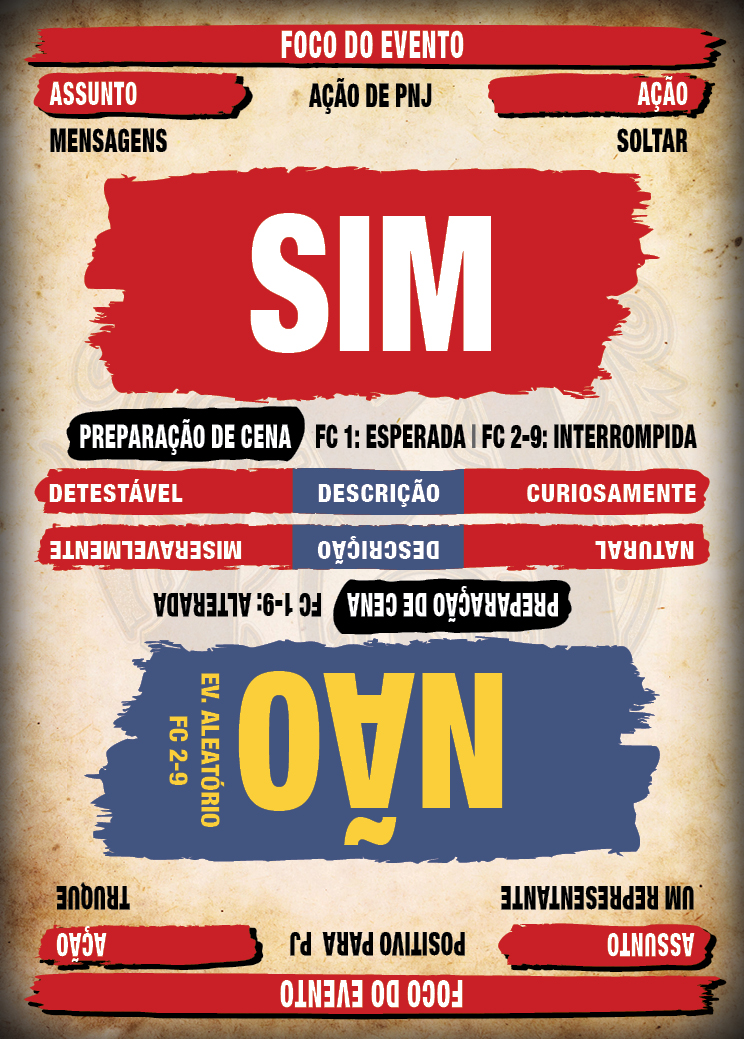 FOCO DO EVENTO
ASSUNTO AÇÃO DE PNJ AÇÃO
MENSAGENS SOLTAR
SIM
PREPARAÇÃO DE CENA FC 1: ESPERADA | FC 2-9: INTERROMPIDA
DETESTÁVEL DESCRIÇÃO CURIOSAMENTE
NATURAL DESCRIÇÃO MISERAVELMENTE
PREPARAÇÃO DE CENA FC 1-9: ALTERADA
NÃO
EV. ALEATÓRIO
FC 2-9
UM REPRESENTANTE TRUQUE
ASSUNTO POSITIVO PARA PJ AÇÃO
FOCO DO EVENTO